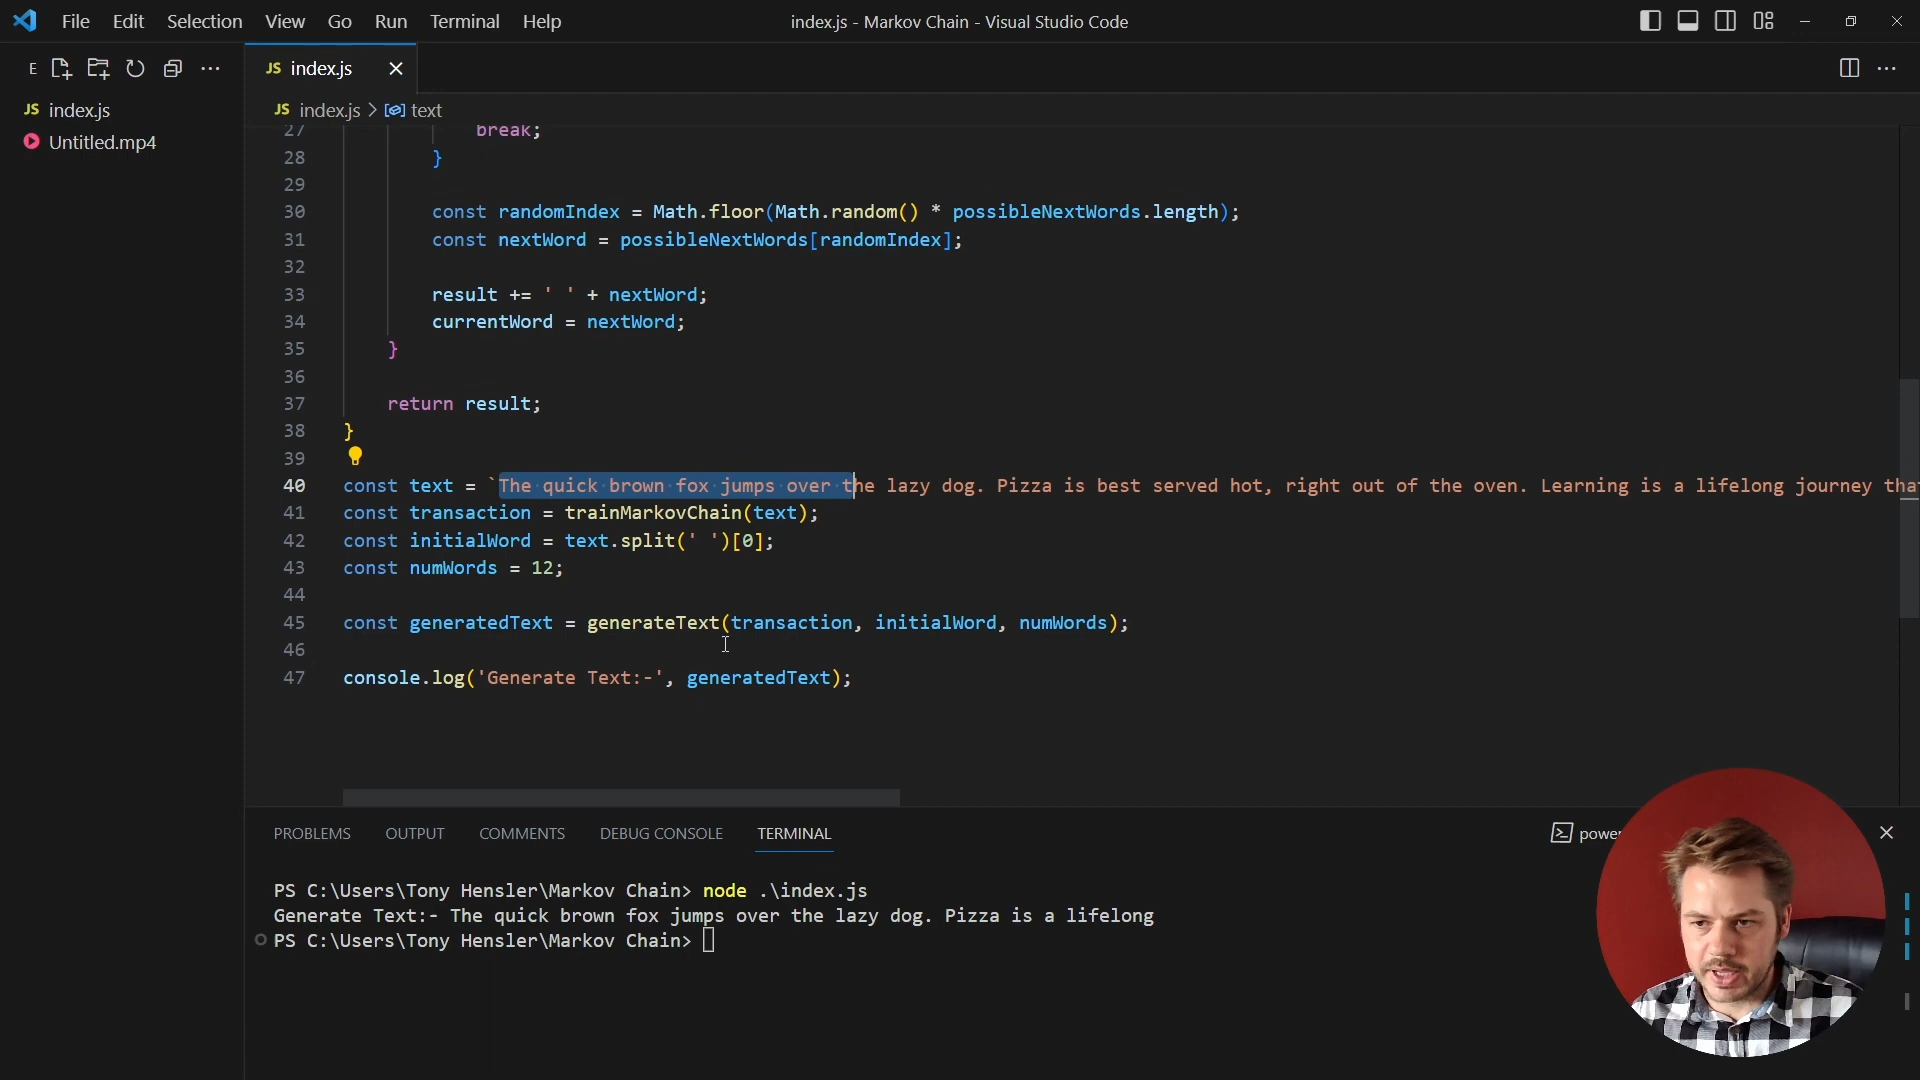 File Edit Selection View Go Run Terminal Help
index.js - Markov Chain - Visual Studio Code
E
JS index.js
JS index.js
Untitled.mp4
JS index.js > text
27 break;
28 }
29
30 const randomIndex = Math.floor(Math.random() * possibleNextWords.length);
31 const nextWord = possibleNextWords[randomIndex];
32
33 result += ' ' + nextWord;
34 currentWord = nextWord;
35 }
36
37 return result;
38 }
39
40 const text = `The quick brown fox jumps over the lazy dog. Pizza is best served hot, right out of the oven. Learning is a lifelong journey tha
41 const transaction = trainMarkovChain(text);
42 const initialWord = text.split(' ')[0];
43 const numWords = 12;
44
45 const generatedText = generateText(transaction, initialWord, numWords);
46
47 console.log('Generate Text:-', generatedText);
PROBLEMS OUTPUT COMMENTS DEBUG CONSOLE TERMINAL
power
PS C:\Users\Tony Hensler\Markov Chain> node .\index.js
Generate Text:- The quick brown fox jumps over the lazy dog. Pizza is a lifelong
PS C:\Users\Tony Hensler\Markov Chain>